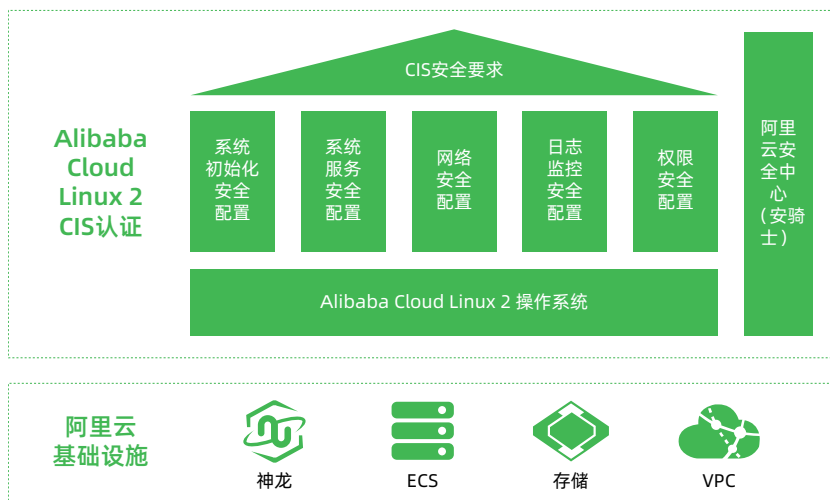 Alibaba
Cloud
Linux 2
CIS认证
CIS安全要求
系统
初始化
安全
配置
系统
服务
安全
配置
网络
安全
配置
日志
监控
安全
配置
权限
安全
配置
Alibaba Cloud Linux 2 操作系统
阿里
云安
全中
心
（安骑
士）
阿里云
基础设施
神龙
ECS
存储
VPC